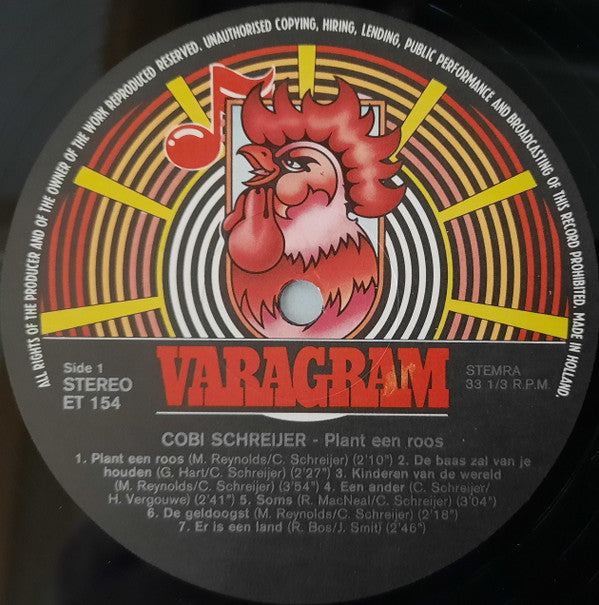 ALL RIGHTS OF THE PRODUCER AND OF THE OWNER OF THE WORK REPRODUCED RESERVED. UNAUTHORISED COPYING, HIRING, LENDING, PUBLIC PERFORMANCE AND BROADCASTING OF THIS RECORD PROHIBITED. MADE IN HOLLAND.
Side 1
STEREO
ET 154
VARAGRAM
STEMRA
33 1/3 R.P.M.
COBI SCHREIJER - Plant een roos
1. Plant een roos (M. Reynolds/C. Schreijer) (2'10") 2. De baas zal van je
houden (G. Hart/C. Schreijer) (2'27") 3. Kinderen van de wereld
(M. Reynolds/C. Schreijer) (3'54") 4. Een ander (C. Schreijer/
H. Vergouwe) (2'41") 5. Soms (R. MacNeal/C. Schreijer) (3'04")
6. De geldoogst (M. Reynolds/C. Schreijer) (2'18")
7. Er is een land (R. Bos/J. Smit) (2'46")